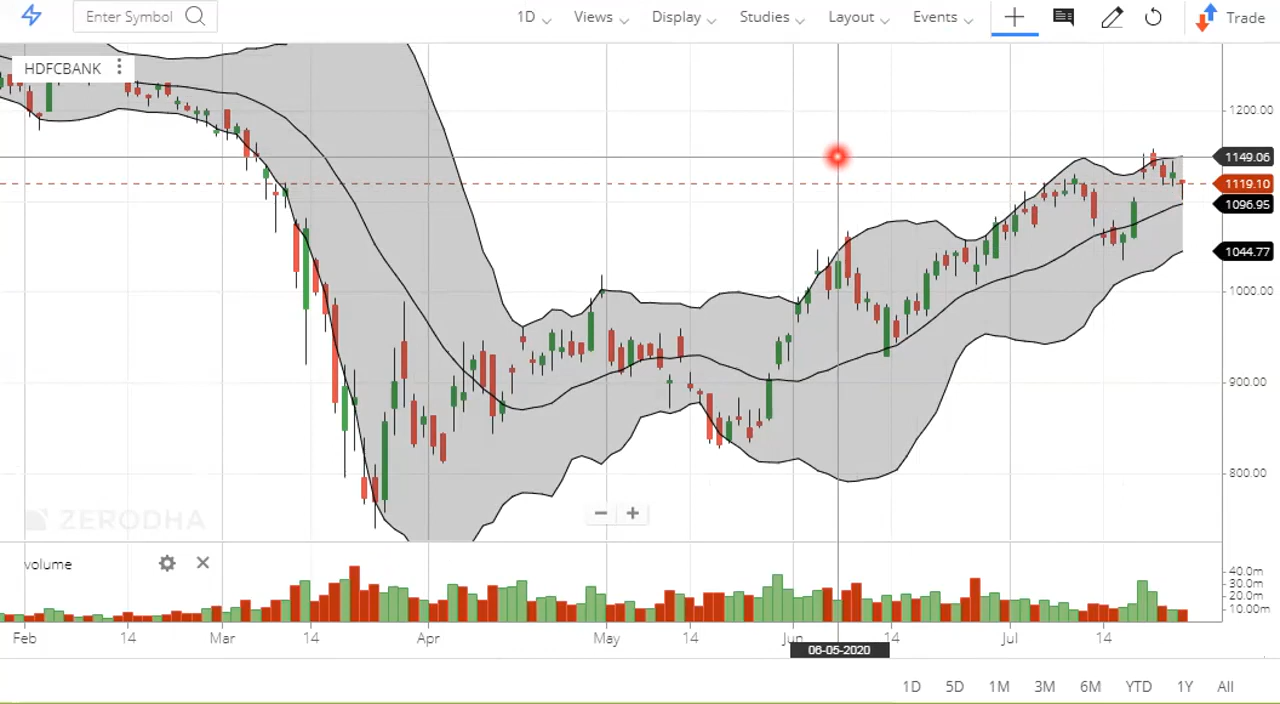 Enter Symbol 1D Views Display Studies Layout Events Trade
HDFCBANK
1200.00
1149.06
1119.10
1096.95
1044.77
1000.00
900.00
800.00
ZERODHA
− +
volume
40.0m
30.0m
20.0m
10.00m
Feb 14 Mar 14 Apr May 14 Jun 14 Jul 14
06-05-2020
1D 5D 1M 3M 6M YTD 1Y All